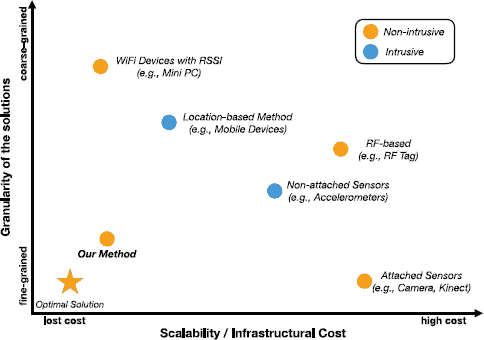 coarse-grained
Granularity of the solutions
fine-grained
Non-intrusive
Intrusive
WiFi Devices with RSSI
(e.g., Mini PC)
Location-based Method
(e.g., Mobile Devices)
RF-based
(e.g., RF Tag)
Non-attached Sensors
(e.g., Accelerometers)
Our Method
Attached Sensors
(e.g., Camera, Kinect)
Optimal Solution
lost cost
high cost
Scalability / Infrastructural Cost